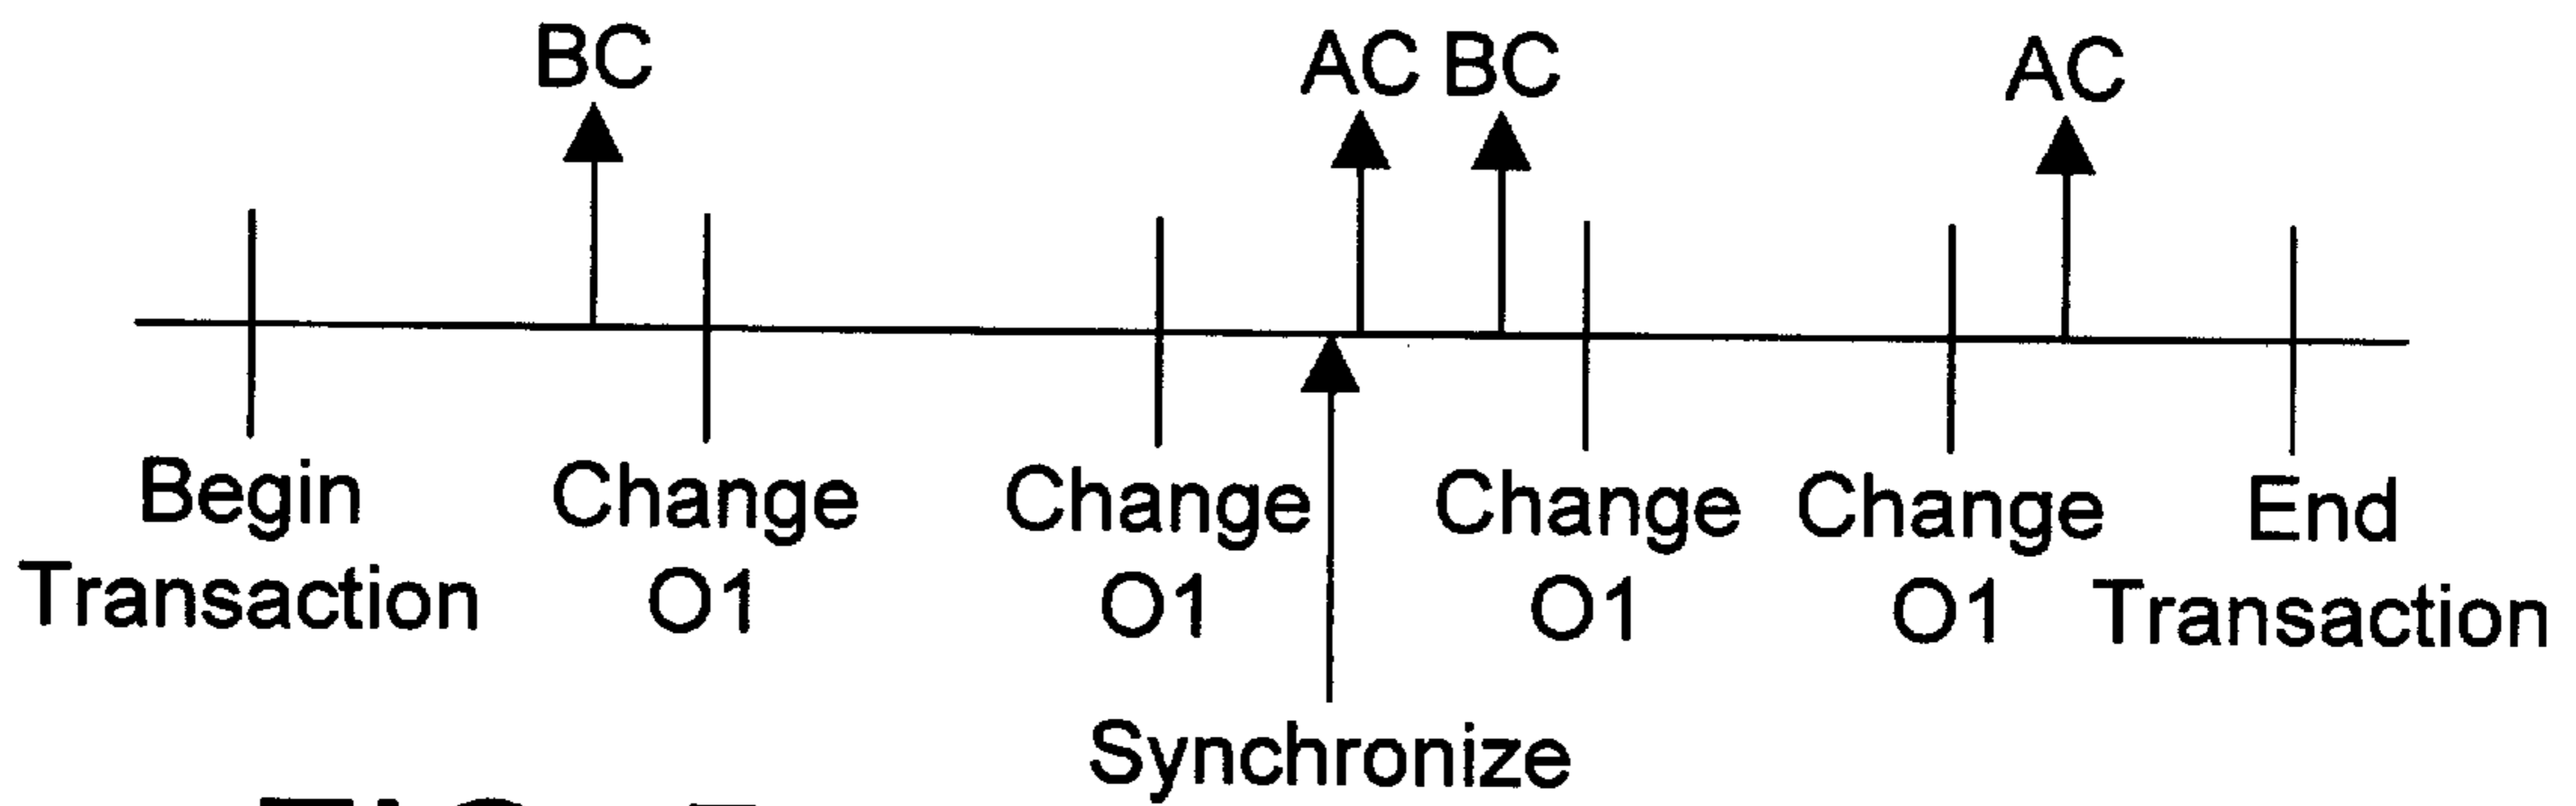 BC
AC BC
AC
Begin
Transaction
Change
O1
Change
O1
Change
O1
Change
O1
End
Transaction
Synchronize